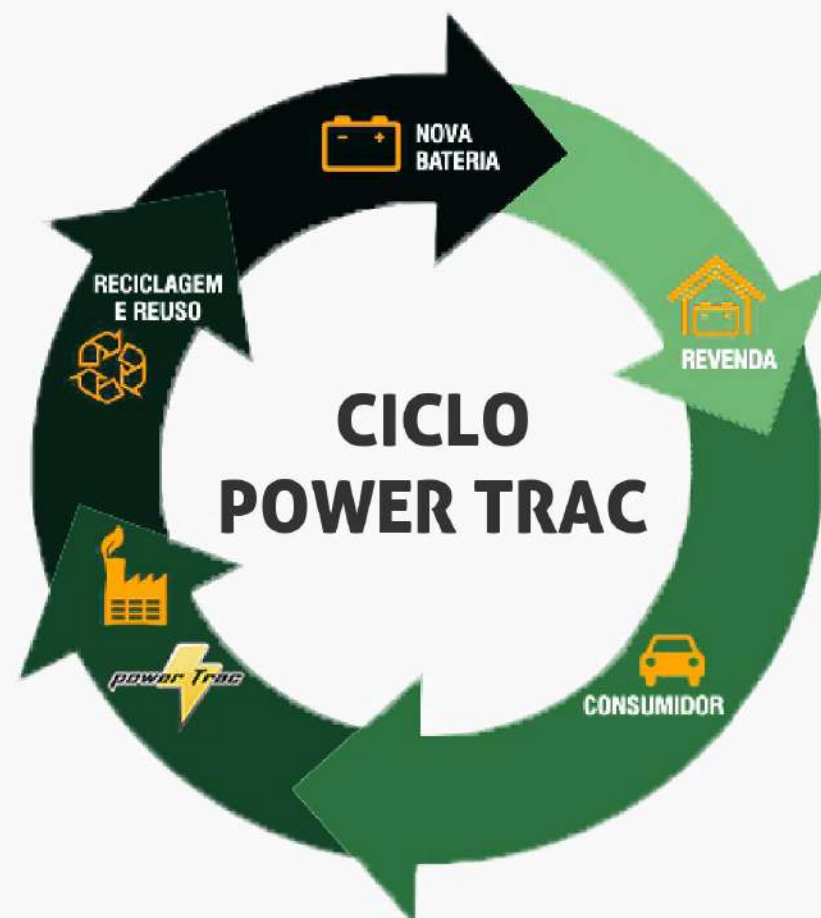 NOVA
BATERIA
REVENDA
CONSUMIDOR
power Trac
RECICLAGEM
E REUSO
CICLO
POWER TRAC